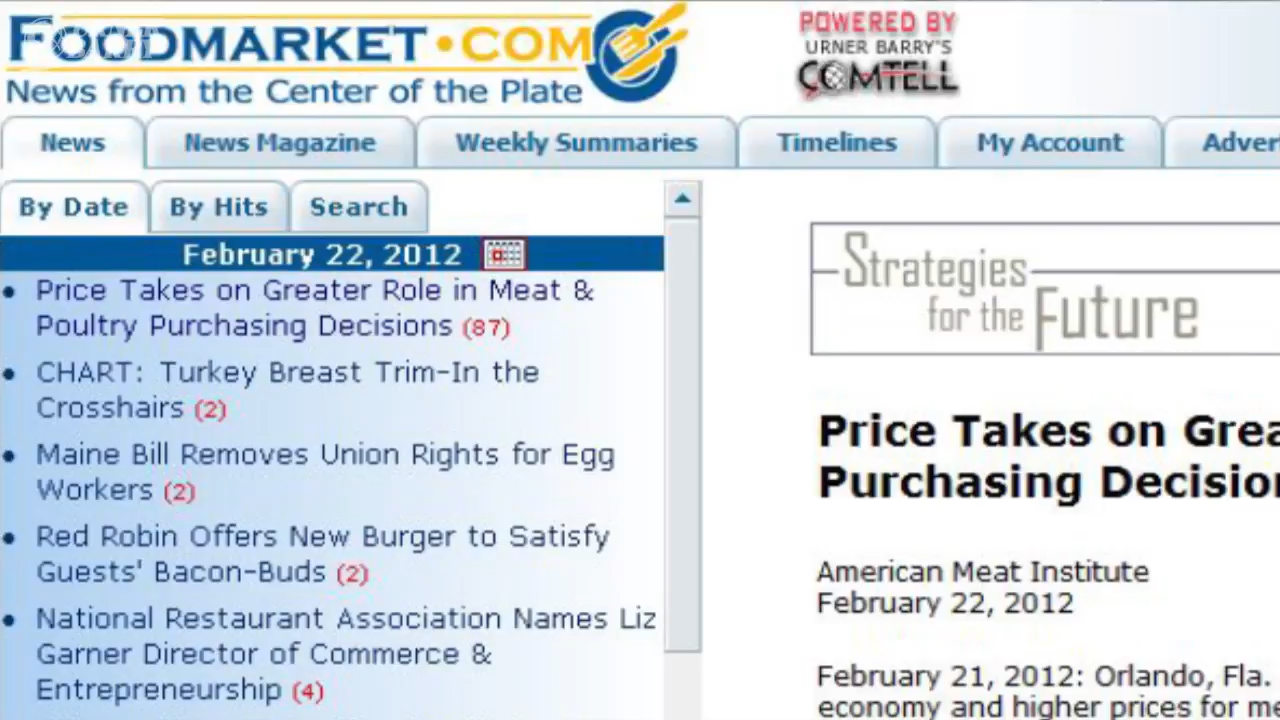 FOODMARKET•COM
News from the Center of the Plate
POWERED BY
URNER BARRY'S
COMTELL
News
News Magazine
Weekly Summaries
Timelines
My Account
Adver
By Date
By Hits
Search
February 22, 2012
• Price Takes on Greater Role in Meat &
Poultry Purchasing Decisions (87)
• CHART: Turkey Breast Trim-In the
Crosshairs (2)
• Maine Bill Removes Union Rights for Egg
Workers (2)
• Red Robin Offers New Burger to Satisfy
Guests' Bacon-Buds (2)
• National Restaurant Association Names Liz
Garner Director of Commerce &
Entrepreneurship (4)
Strategies
for the Future
Price Takes on Grea
Purchasing Decision
American Meat Institute
February 22, 2012
February 21, 2012: Orlando, Fla.
economy and higher prices for me